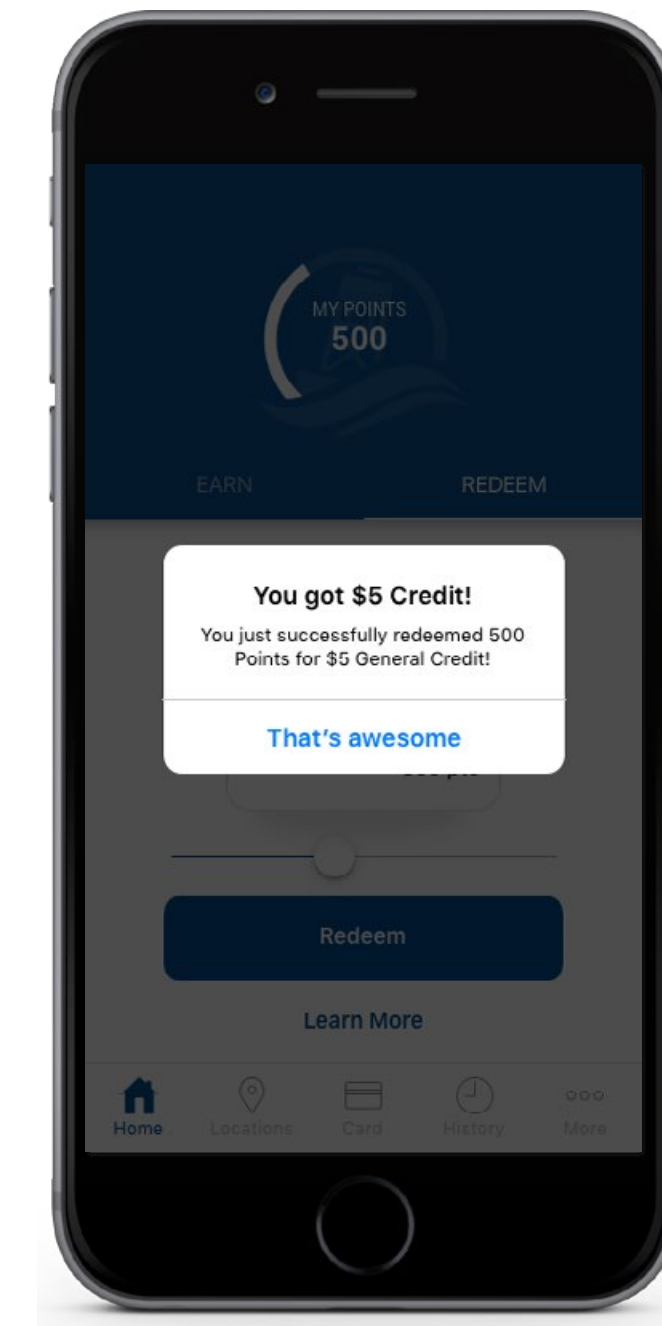 MY POINTS
500
EARN REDEEM
You got $5 Credit!
You just successfully redeemed 500
Points for $5 General Credit!
That's awesome
Redeem
Learn More
Home Locations Card History More